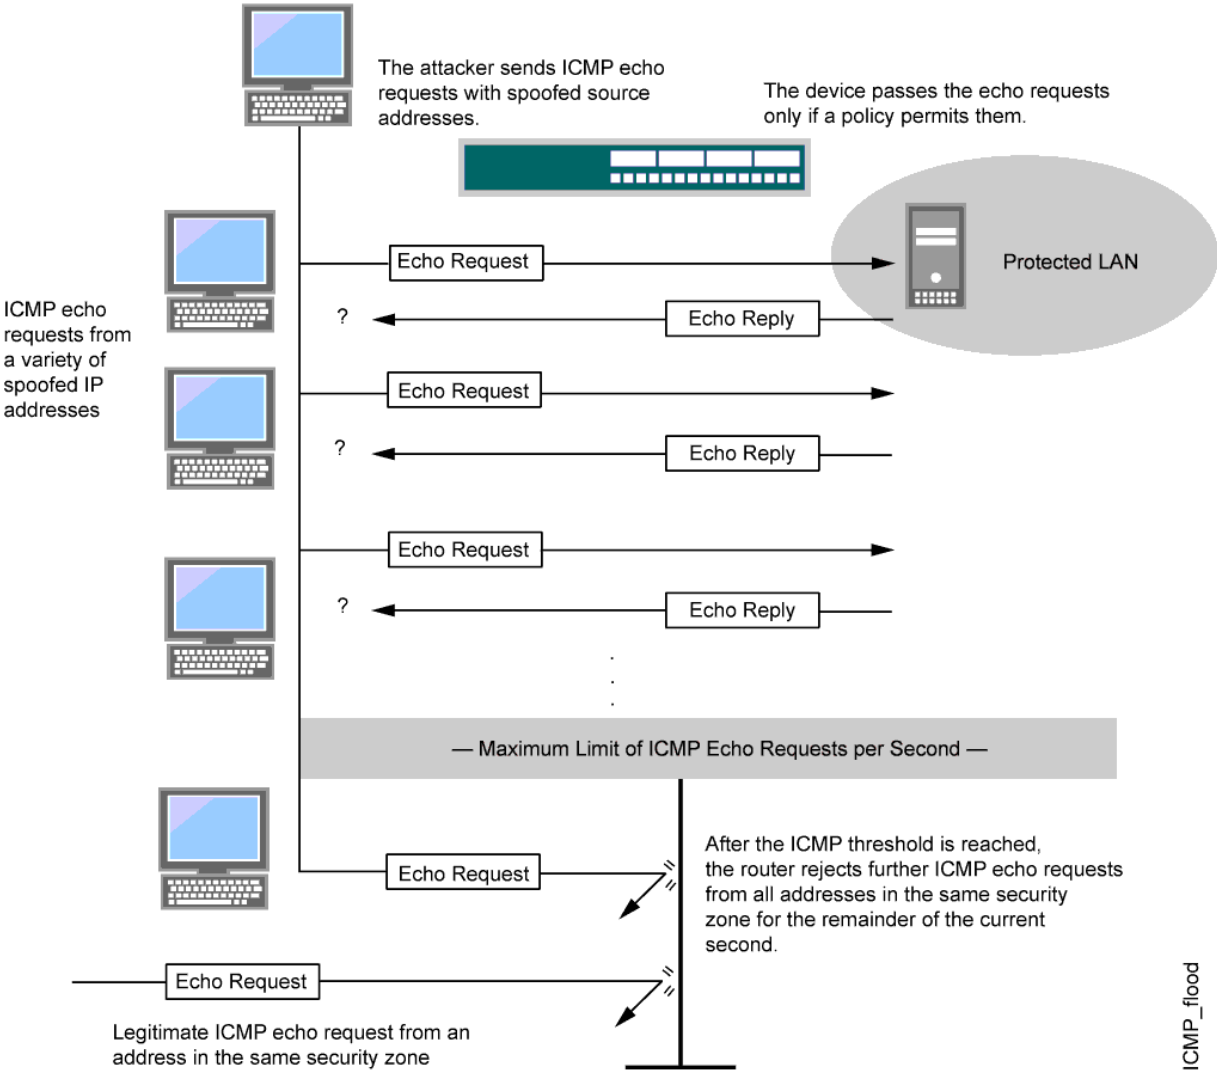 The attacker sends ICMP echo
requests with spoofed source
addresses.
The device passes the echo requests
only if a policy permits them.
Echo Request
Protected LAN
ICMP echo
requests from
a variety of
spoofed IP
addresses
?
Echo Reply
Echo Request
?
Echo Reply
Echo Request
?
Echo Reply
.
.
.
— Maximum Limit of ICMP Echo Requests per Second —
Echo Request
After the ICMP threshold is reached,
the router rejects further ICMP echo requests
from all addresses in the same security
zone for the remainder of the current
second.
Echo Request
Legitimate ICMP echo request from an
address in the same security zone
ICMP_flood